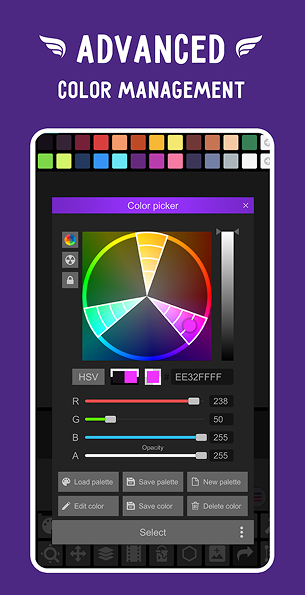 ADVANCED
COLOR MANAGEMENT
Color picker ×
HSV EE32FFFF
R 238
G 50
B 255
Opacity
A 255
Load palette Save palette New palette
Edit color Save color Delete color
Select